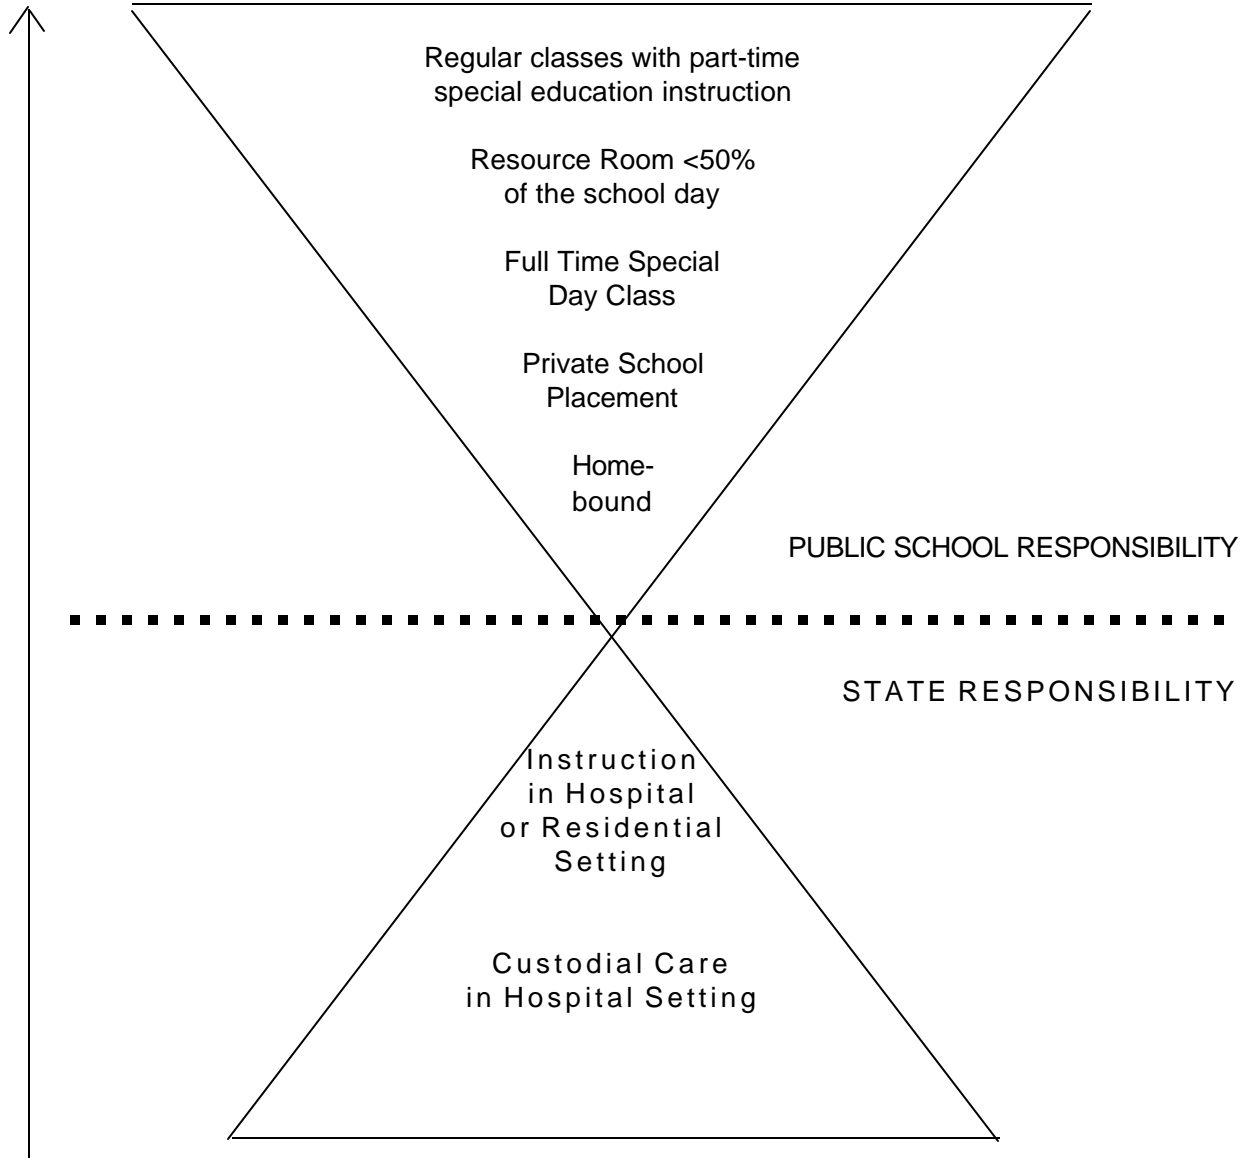 Regular classes with part-time
special education instruction
Resource Room <50%
of the school day
Full Time Special
Day Class
Private School
Placement
Home-
bound
PUBLIC SCHOOL RESPONSIBILITY
STATE RESPONSIBILITY
Instruction
in Hospital
or Residential
Setting
Custodial Care
in Hospital Setting